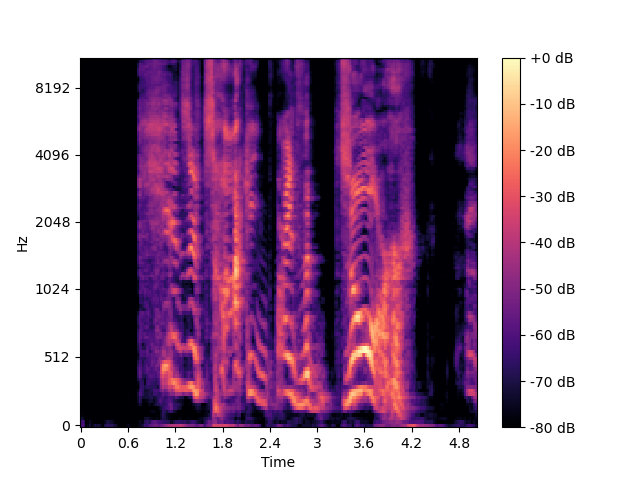 +0 dB
8192
-10 dB
4096
-20 dB
-30 dB
2048
-40 dB
Hz
1024
-50 dB
-60 dB
512
-70 dB
0
-80 dB
0 0.6 1.2 1.8 2.4 3 3.6 4.2 4.8
Time